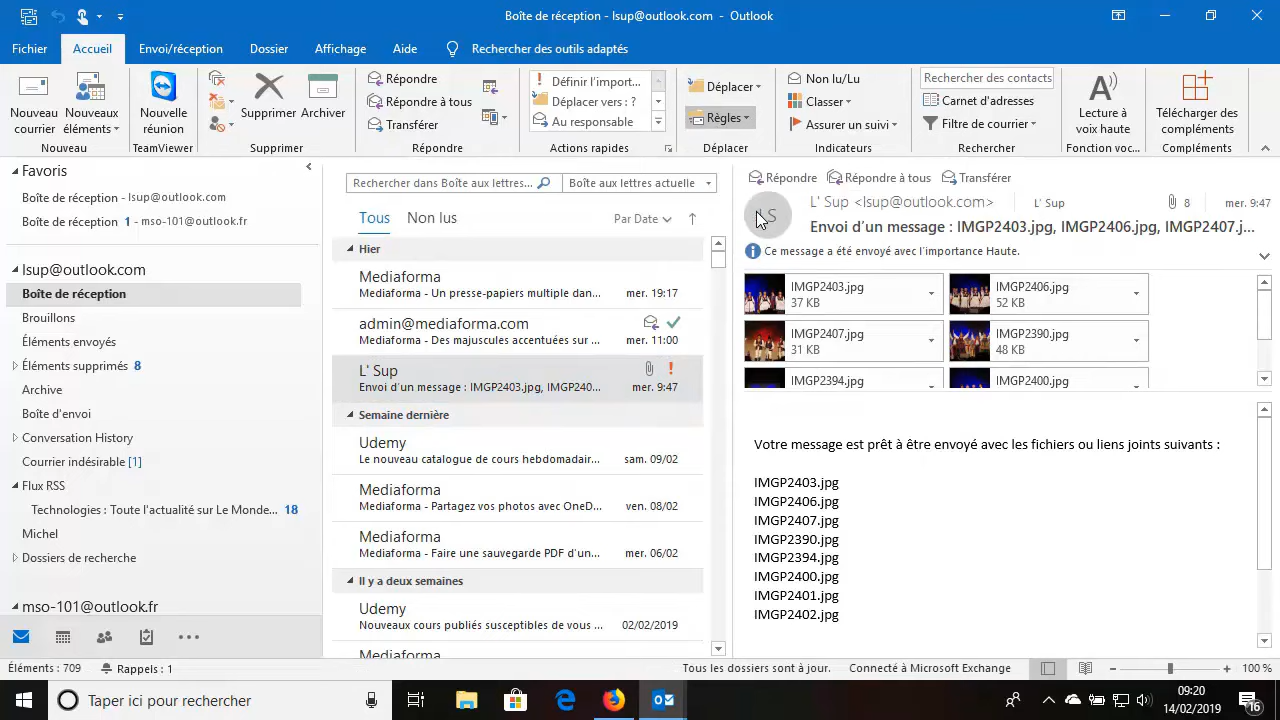 Boîte de réception - lsup@outlook.com - Outlook
Fichier
Accueil
Envoi/réception
Dossier
Affichage
Aide
Rechercher des outils adaptés
Nouveau courrier
Nouveaux éléments
Nouveau
Nouvelle réunion
TeamViewer
Supprimer
Archiver
Supprimer
Répondre
Répondre à tous
Transférer
Répondre
Définir l'import...
Déplacer vers : ?
Au responsable
Actions rapides
Déplacer
Règles
Déplacer
Non lu/Lu
Classer
Assurer un suivi
Indicateurs
Rechercher des contacts
Carnet d'adresses
Filtre de courrier
Rechercher
Lecture à voix haute
Fonction voc...
Télécharger des compléments
Compléments
Favoris
Boîte de réception - lsup@outlook.com
Boîte de réception 1 - mso-101@outlook.fr
lsup@outlook.com
Boîte de réception
Brouillons
Éléments envoyés
Éléments supprimés 8
Archive
Boîte d'envoi
Conversation History
Courrier indésirable [1]
Flux RSS
Technologies : Toute l'actualité sur Le Monde... 18
Michel
Dossiers de recherche
mso-101@outlook.fr
Rechercher dans Boîte aux lettres...
Boîte aux lettres actuelle
Tous
Non lus
Par Date
Hier
Mediaforma
Mediaforma - Un presse-papiers multiple dan... mer. 19:17
admin@mediaforma.com
Mediaforma - Des majuscules accentuées sur ... mer. 11:00
L' Sup
Envoi d'un message : IMGP2403.jpg, IMGP240... mer. 9:47
Semaine dernière
Udemy
Le nouveau catalogue de cours hebdomadair... sam. 09/02
Mediaforma
Mediaforma - Partagez vos photos avec OneD... ven. 08/02
Mediaforma
Mediaforma - Faire une sauvegarde PDF d'un... mer. 06/02
Il y a deux semaines
Udemy
Nouveaux cours publiés susceptibles de vous ... 02/02/2019
Mediaforma
Répondre
Répondre à tous
Transférer
LS
L' Sup <lsup@outlook.com>
L' Sup
8
mer. 9:47
Envoi d'un message : IMGP2403.jpg, IMGP2406.jpg, IMGP2407.j...
Ce message a été envoyé avec l'importance Haute.
IMGP2403.jpg
37 KB
IMGP2406.jpg
52 KB
IMGP2407.jpg
31 KB
IMGP2390.jpg
48 KB
IMGP2394.jpg
IMGP2400.jpg
Votre message est prêt à être envoyé avec les fichiers ou liens joints suivants :
IMGP2403.jpg
IMGP2406.jpg
IMGP2407.jpg
IMGP2390.jpg
IMGP2394.jpg
IMGP2400.jpg
IMGP2401.jpg
IMGP2402.jpg
Éléments : 709
Rappels : 1
Tous les dossiers sont à jour.
Connecté à Microsoft Exchange
100 %
Taper ici pour rechercher
09:20
14/02/2019
16